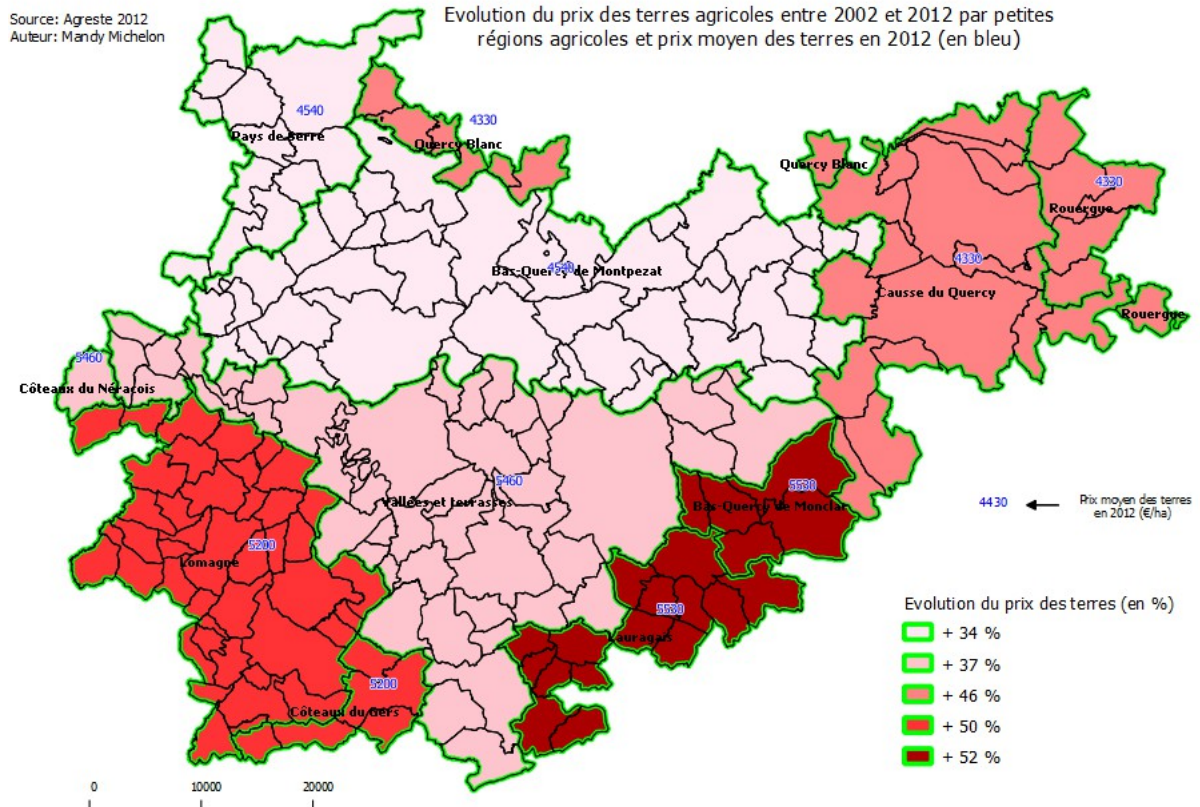 Source: Agreste 2012
Auteur: Mandy Michelon
Evolution du prix des terres agricoles entre 2002 et 2012 par petites
régions agricoles et prix moyen des terres en 2012 (en bleu)
4540
Pays de Serre
4330
Quercy Blanc
Quercy Blanc
4330
Rouergue
4540
Bas-Quercy de Montpezat
4330
Causse du Quercy
Rouergue
5460
Côteaux du Néracois
5460
Vallées et terrasses
5530
Bas-Quercy de Monclar
4430
Prix moyen des terres
en 2012 (€/ha)
5200
Lomagne
5530
Lauragais
5200
Côteaux du Gers
Evolution du prix des terres (en %)
+ 34 %
+ 37 %
+ 46 %
+ 50 %
+ 52 %
0 10000 20000